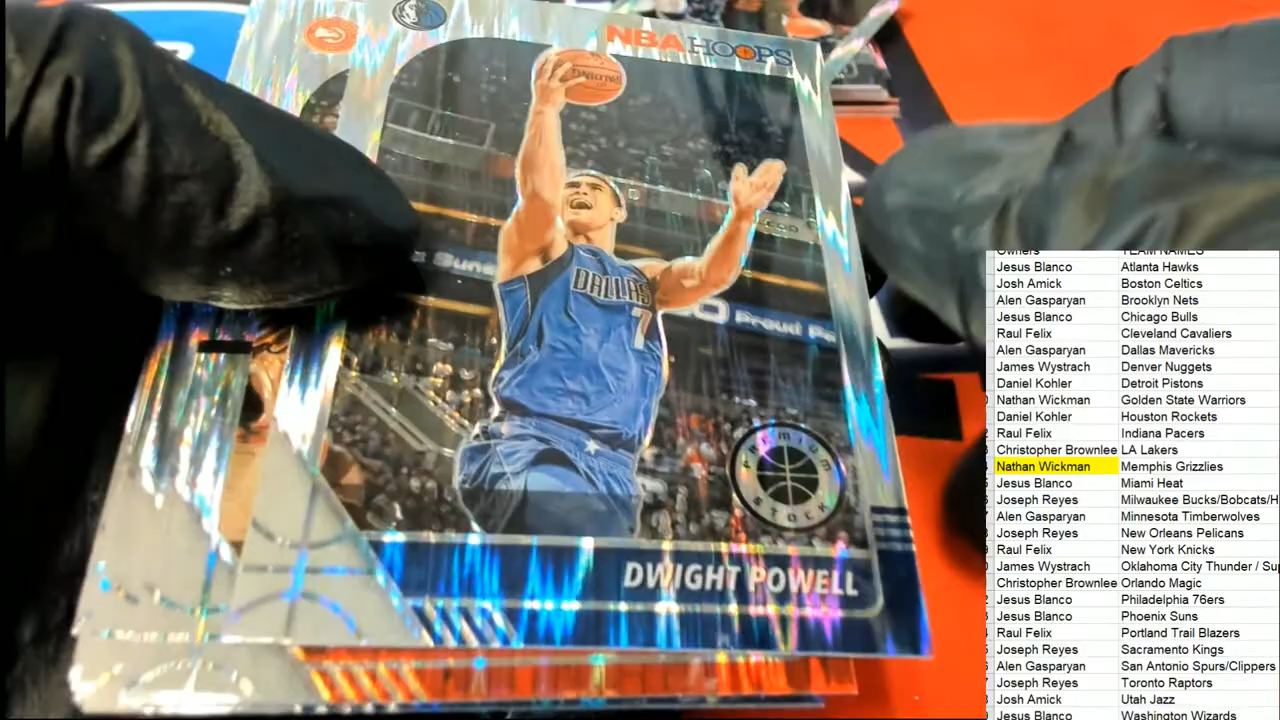 NBA HOOPS
DALLAS
7
Suns
Proud Pa
PREMIUM
STOCK
DWIGHT POWELL
Owners TEAM NAMES
Jesus Blanco Atlanta Hawks
Josh Amick Boston Celtics
Alen Gasparyan Brooklyn Nets
Jesus Blanco Chicago Bulls
Raul Felix Cleveland Cavaliers
Alen Gasparyan Dallas Mavericks
James Wystrach Denver Nuggets
Daniel Kohler Detroit Pistons
Nathan Wickman Golden State Warriors
Daniel Kohler Houston Rockets
Raul Felix Indiana Pacers
Christopher Brownlee LA Lakers
Nathan Wickman Memphis Grizzlies
Jesus Blanco Miami Heat
Joseph Reyes Milwaukee Bucks/Bobcats/H
Alen Gasparyan Minnesota Timberwolves
Joseph Reyes New Orleans Pelicans
Raul Felix New York Knicks
James Wystrach Oklahoma City Thunder / Su
Christopher Brownlee Orlando Magic
Jesus Blanco Philadelphia 76ers
Jesus Blanco Phoenix Suns
Raul Felix Portland Trail Blazers
Joseph Reyes Sacramento Kings
Alen Gasparyan San Antonio Spurs/Clippers
Joseph Reyes Toronto Raptors
Josh Amick Utah Jazz
Jesus Blanco Washington Wizards